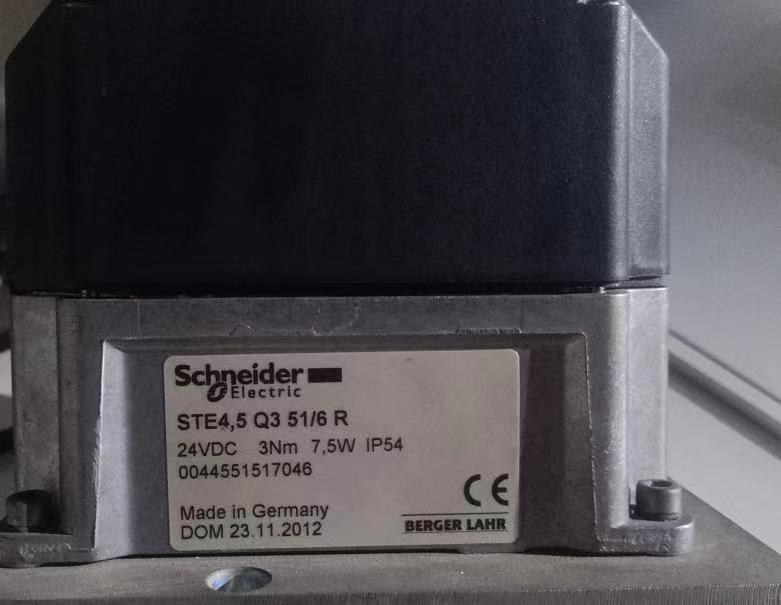 Schneider
Electric
STE4,5 Q3 51/6 R
24VDC 3Nm 7,5W IP54
0044551517046
CE
Made in Germany
DOM 23.11.2012
BERGER LAHR